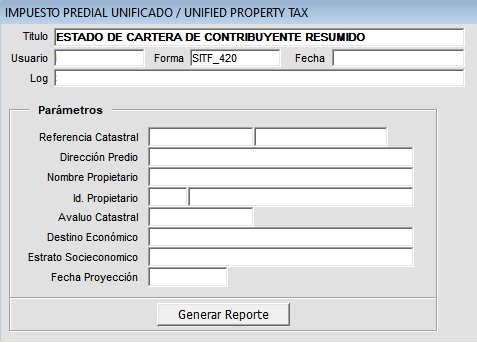 IMPUESTO PREDIAL UNIFICADO / UNIFIED PROPERTY TAX
Titulo ESTADO DE CARTERA DE CONTRIBUYENTE RESUMIDO
Usuario Forma SITF_420 Fecha
Log
Parámetros
Referencia Catastral
Dirección Predio
Nombre Propietario
Id. Propietario
Avaluo Catastral
Destino Económico
Estrato Socieconomico
Fecha Proyección
Generar Reporte